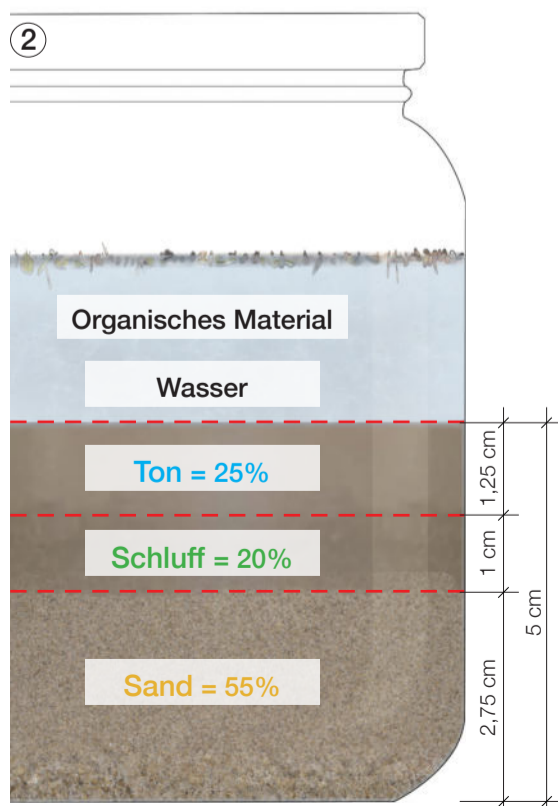 2
Organisches Material
Wasser
Ton = 25%
Schluff = 20%
Sand = 55%
1,25 cm
1 cm
2,75 cm
5 cm